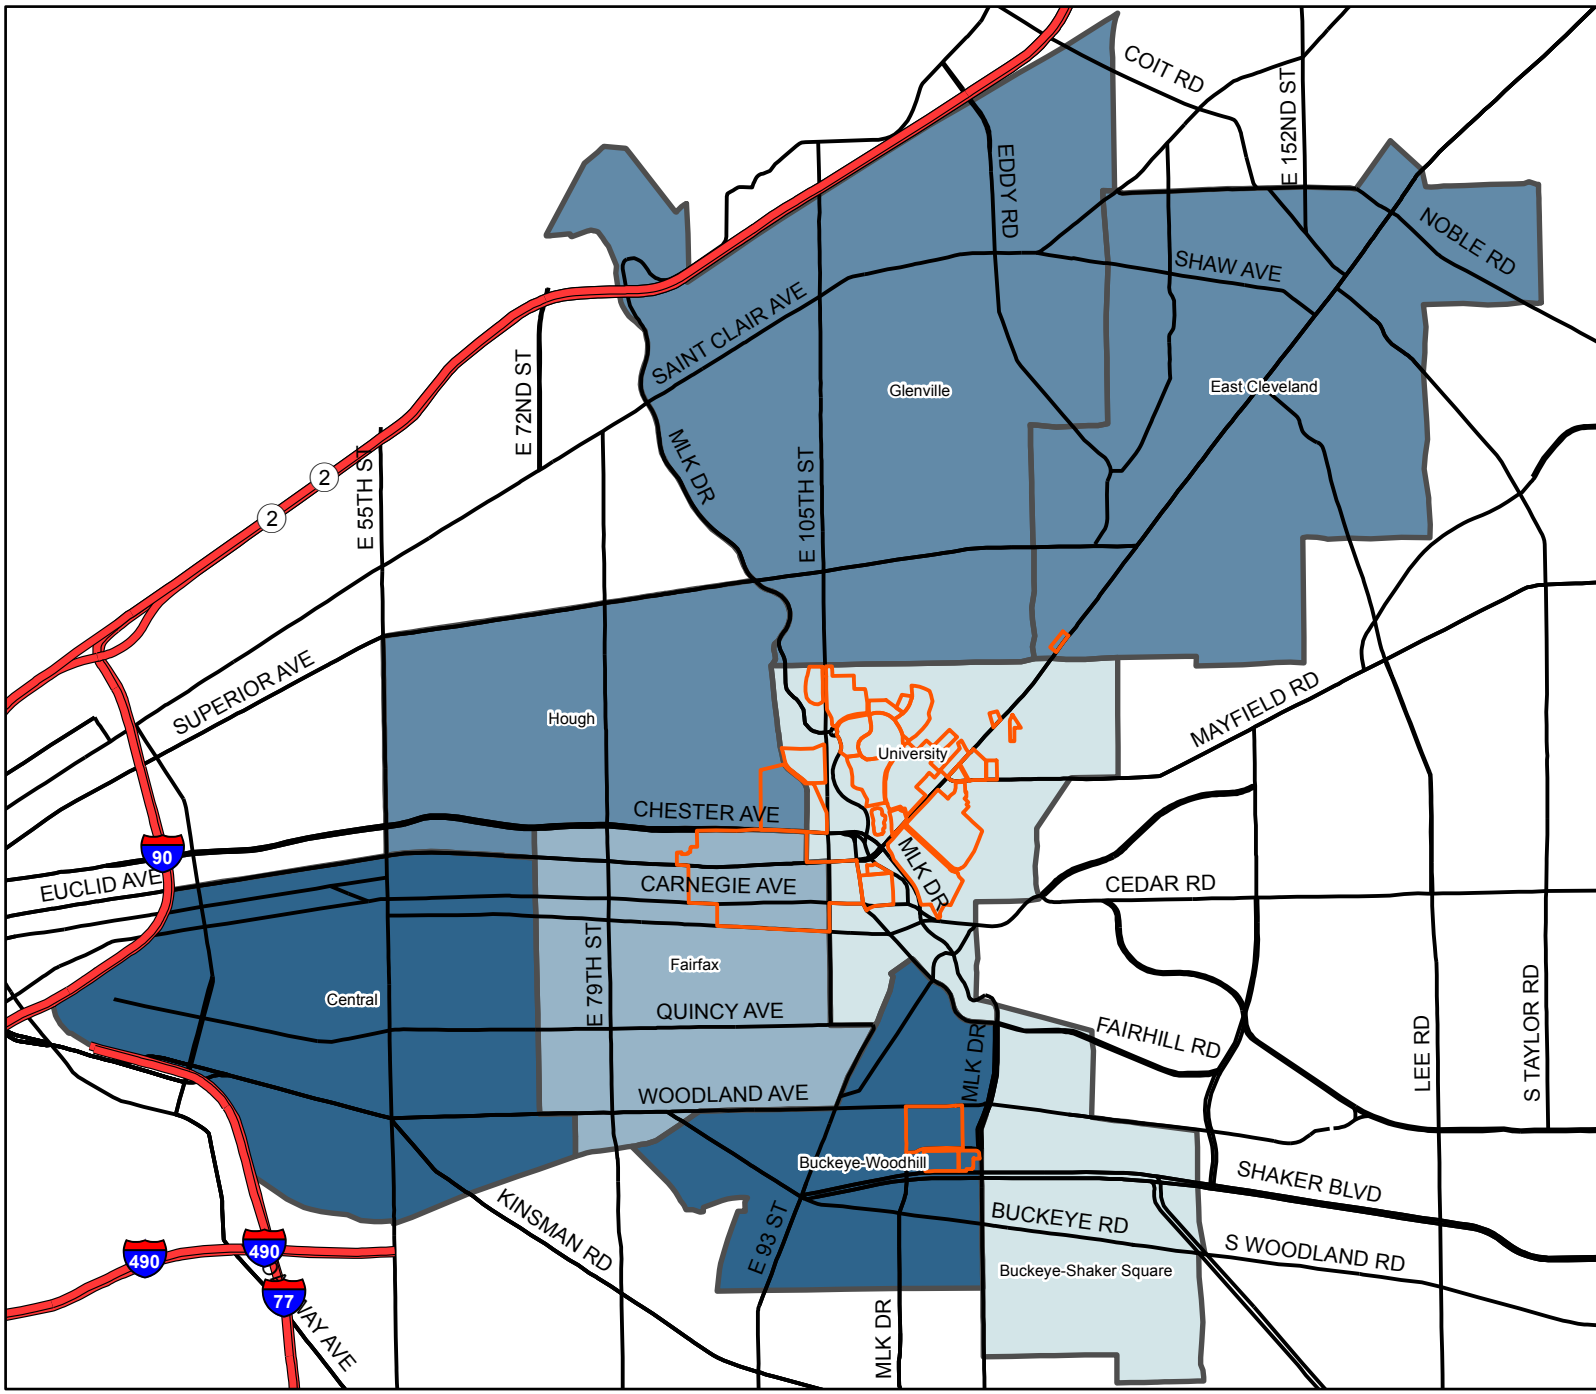 COIT RD
E 152ND ST
EDDY RD
NOBLE RD
SHAW AVE
SAINT CLAIR AVE
E 72ND ST
Glenville
East Cleveland
MLK DR
E 105TH ST
E 55TH ST
2
2
SUPERIOR AVE
Hough
University
MAYFIELD RD
CHESTER AVE
90
EUCLID AVE
CARNEGIE AVE
MLK DR
CEDAR RD
E 79TH ST
Fairfax
Central
QUINCY AVE
FAIRHILL RD
MLK DR
LEE RD
S TAYLOR RD
WOODLAND AVE
Buckeye-Woodhill
SHAKER BLVD
KINSMAN RD
E 93 ST
BUCKEYE RD
S WOODLAND RD
490
490
Buckeye-Shaker Square
77
MLK DR
WAY AVE